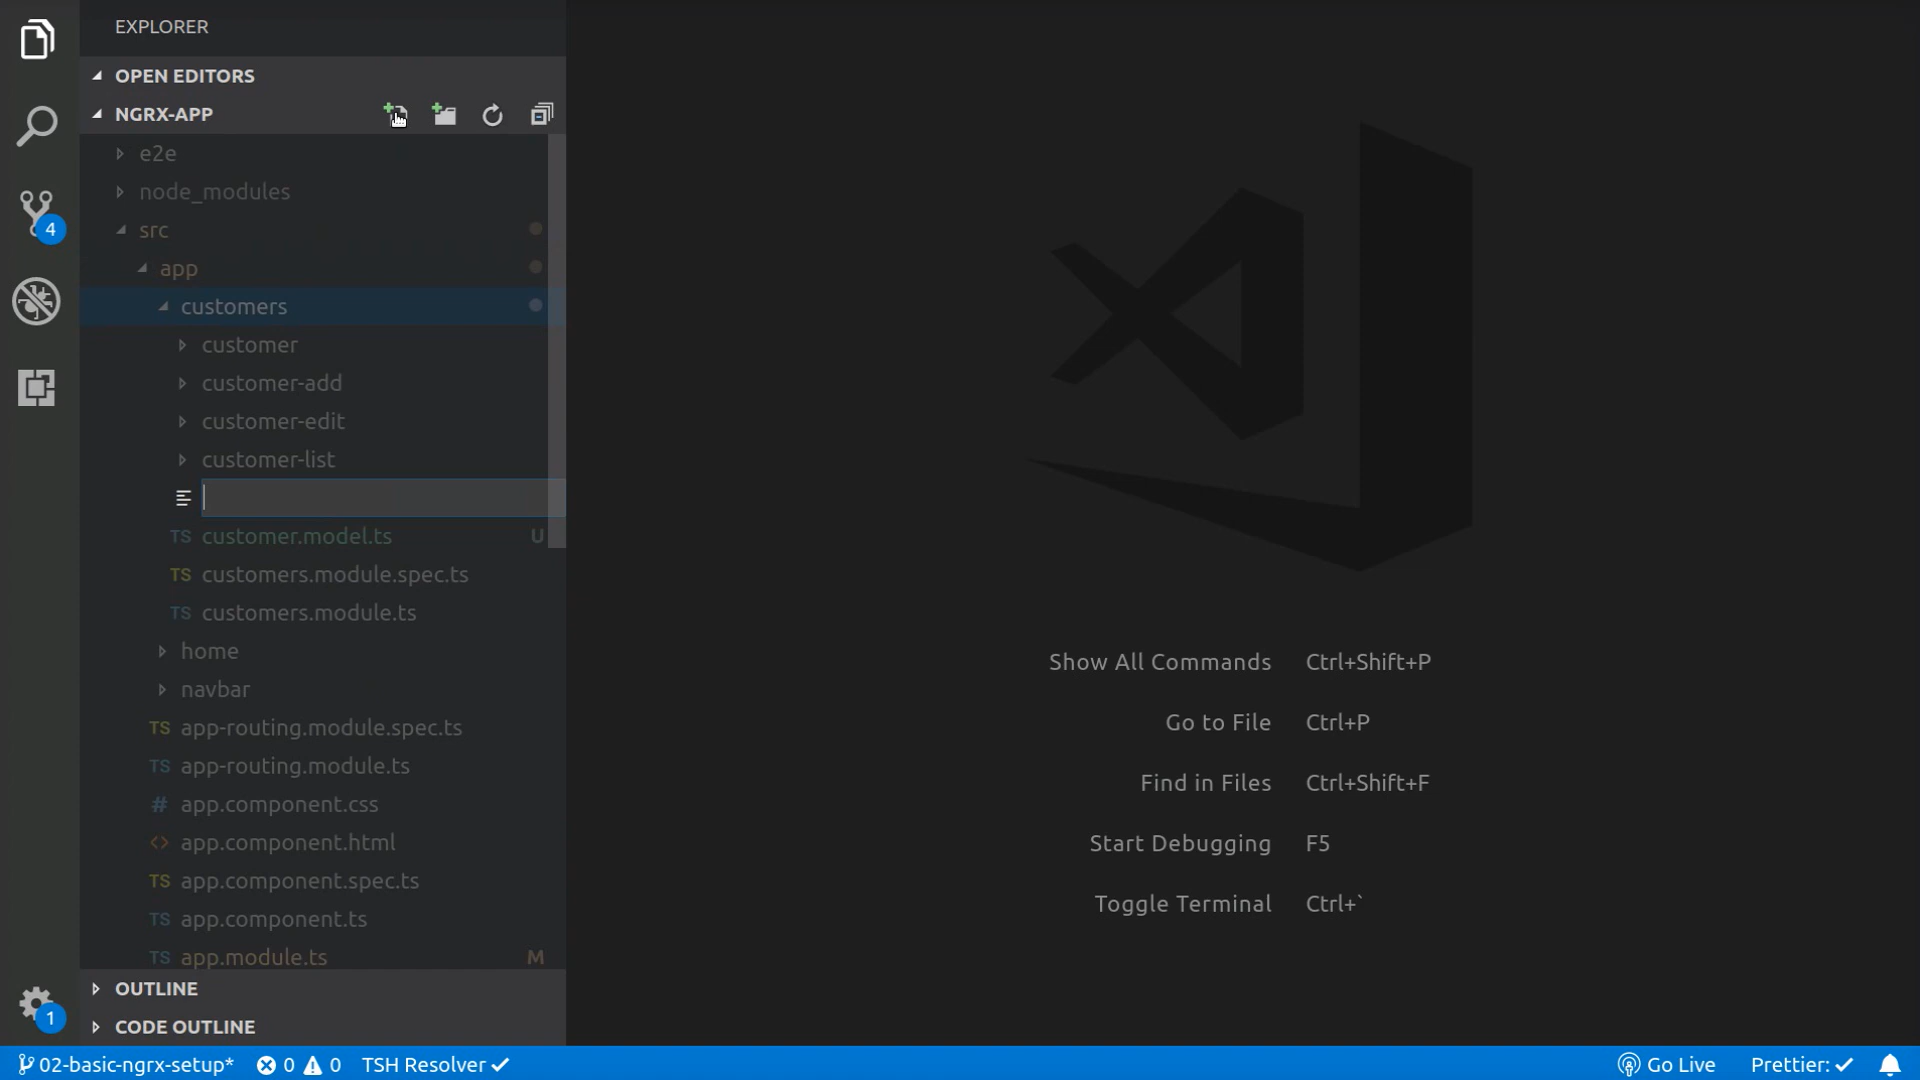 EXPLORER
OPEN EDITORS
NGRX-APP
e2e
node_modules
src
4
app
customers
customer
customer-add
customer-edit
customer-list
TS customer.model.ts U
TS customers.module.spec.ts
TS customers.module.ts
home
navbar
TS app-routing.module.spec.ts
TS app-routing.module.ts
# app.component.css
<> app.component.html
TS app.component.spec.ts
TS app.component.ts
TS app.module.ts M
OUTLINE
1
CODE OUTLINE
Show All Commands Ctrl+Shift+P
Go to File Ctrl+P
Find in Files Ctrl+Shift+F
Start Debugging F5
Toggle Terminal Ctrl+`
02-basic-ngrx-setup* 0 0 TSH Resolver ✓ Go Live Prettier: ✓